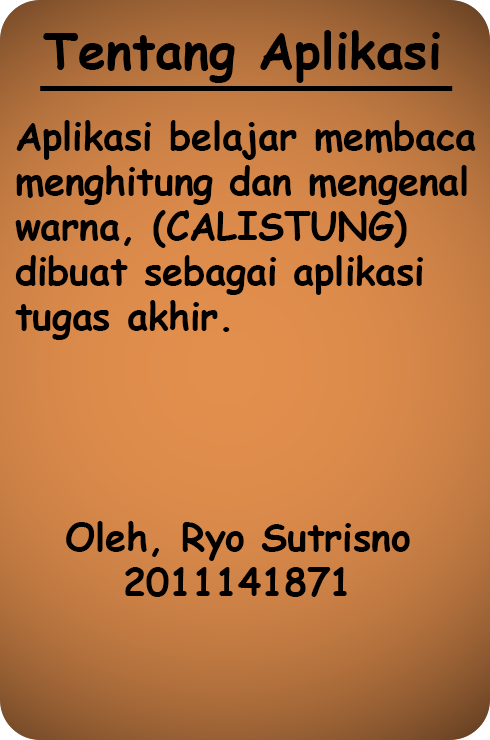 Tentang Aplikasi
Aplikasi belajar membaca
menghitung dan mengenal
warna, (CALISTUNG)
dibuat sebagai aplikasi
tugas akhir.
Oleh, Ryo Sutrisno
2011141871